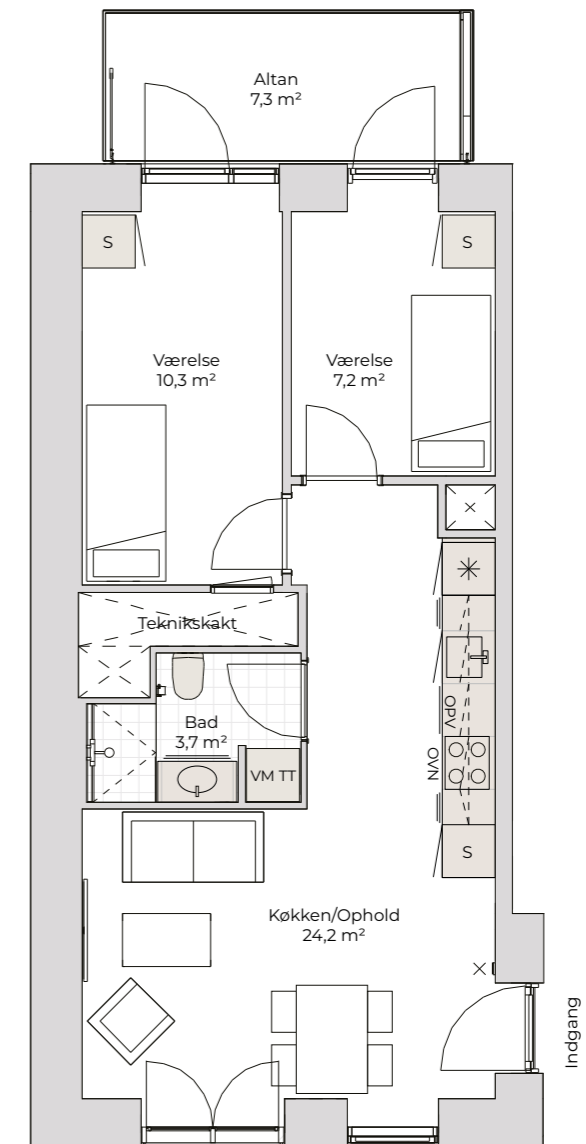 Altan
7,3 m²
S
S
Værelse
10,3 m²
Værelse
7,2 m²
Teknikskakt
Bad
3,7 m²
VM TT
OPV
OVN
S
Køkken/Ophold
24,2 m²
Indgang